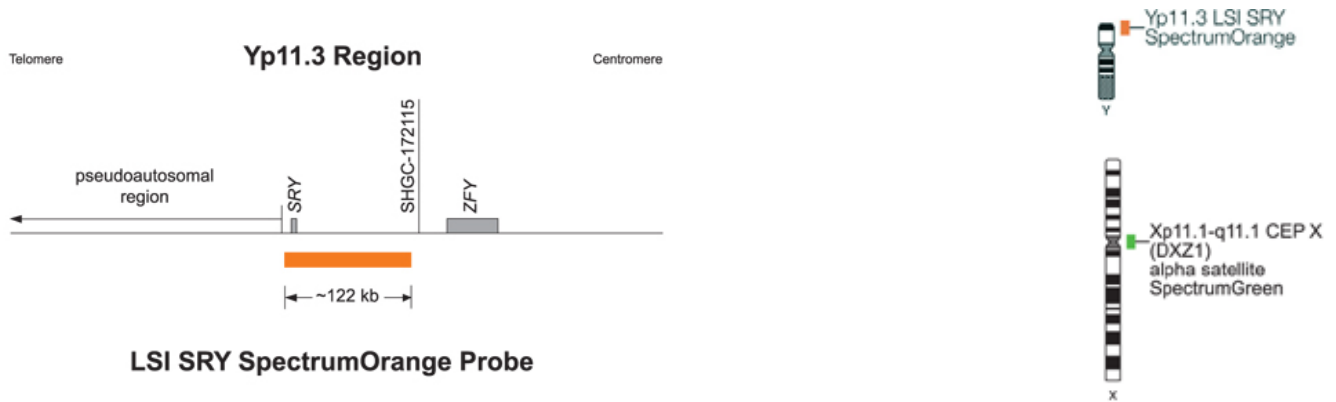 Telomere
Yp11.3 Region
Centromere
pseudoautosomal
region
SRY
SHGC-172115
ZFY
~122 kb
LSI SRY SpectrumOrange Probe
Yp11.3 LSI SRY
SpectrumOrange
Y
Xp11.1-q11.1 CEP X
(DXZ1)
alpha satellite
SpectrumGreen
X